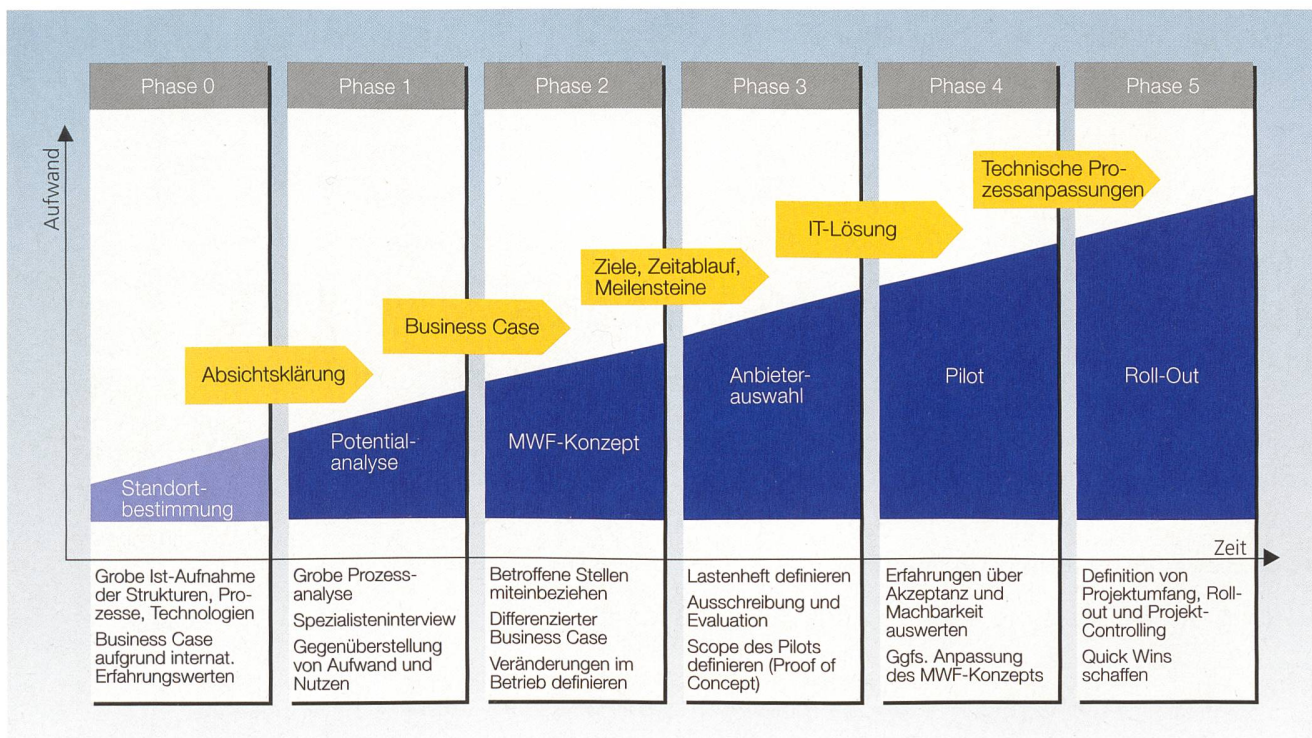 Phase 0
Phase 1
Phase 2
Phase 3
Phase 4
Phase 5
Aufwand
Technische Pro-
zessanpassungen
IT-Lösung
Ziele, Zeitablauf,
Meilensteine
Business Case
Absichtsklärung
Standort-
bestimmung
Potential-
analyse
MWF-Konzept
Anbieter-
auswahl
Pilot
Roll-Out
Zeit
Grobe Ist-Aufnahme
der Strukturen, Pro-
zesse, Technologien
Business Case
aufgrund internat.
Erfahrungswerten
Grobe Prozess-
analyse
Spezialisteninterview
Gegenüberstellung
von Aufwand und
Nutzen
Betroffene Stellen
miteinbeziehen
Differenzierter
Business Case
Veränderungen im
Betrieb definieren
Lastenheft definieren
Ausschreibung und
Evaluation
Scope des Pilots
definieren (Proof of
Concept)
Erfahrungen über
Akzeptanz und
Machbarkeit
auswerten
Ggfs. Anpassung
des MWF-Konzepts
Definition von
Projektumfang, Roll-
out und Projekt-
Controlling
Quick Wins
schaffen